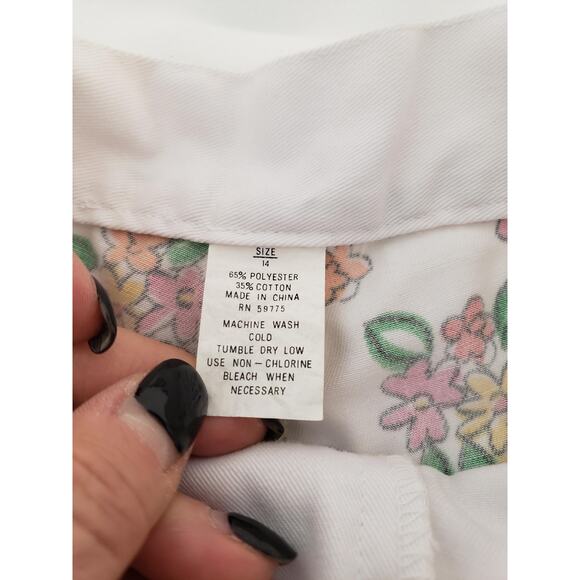 SIZE
14
65% POLYESTER
35% COTTON
MADE IN CHINA
RN 59775
MACHINE WASH
COLD
TUMBLE DRY LOW
USE NON-CHLORINE
BLEACH WHEN
NECESSARY